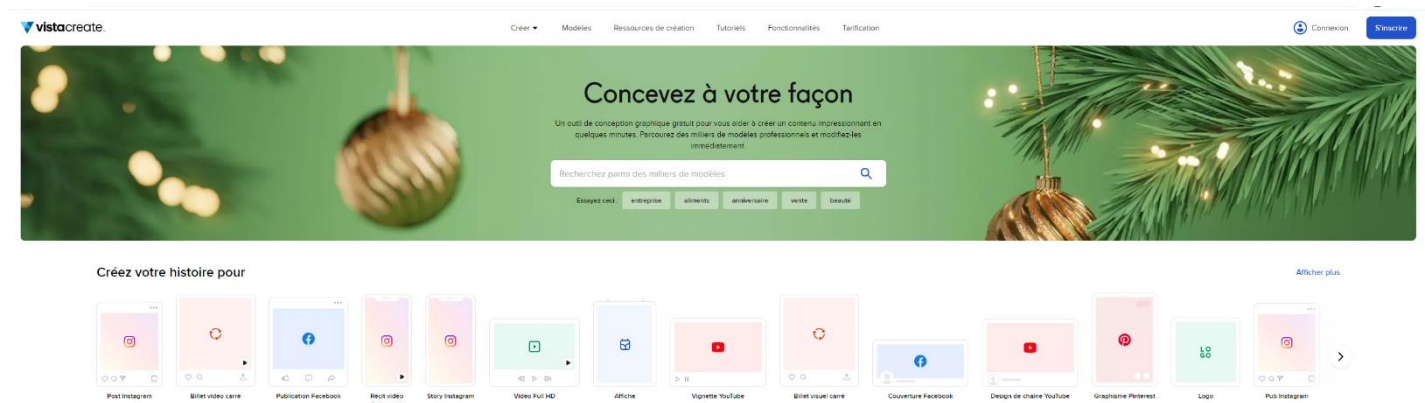 vistacreate.
Créer
Modèles
Ressources de création
Tutoriels
Fonctionnalités
Tarification
Connexion
S'inscrire
Concevez à votre façon
Un outil de conception graphique gratuit pour vous aider à créer un contenu impressionnant en
quelques minutes. Parcourez des milliers de modèles professionnels et modifiez-les
immédiatement.
Recherchez parmi des milliers de modèles
Essayez ceci :
entreprise
aliments
anniversaire
vente
beauté
Créez votre histoire pour
Afficher plus
LO
GO
Post Instagram
Billet vidéo carré
Publication Facebook
Récit vidéo
Story Instagram
Vidéo Full HD
Affiche
Vignette YouTube
Billet visuel carré
Couverture Facebook
Design de chaîne YouTube
Graphisme Pinterest
Logo
Pub Instagram